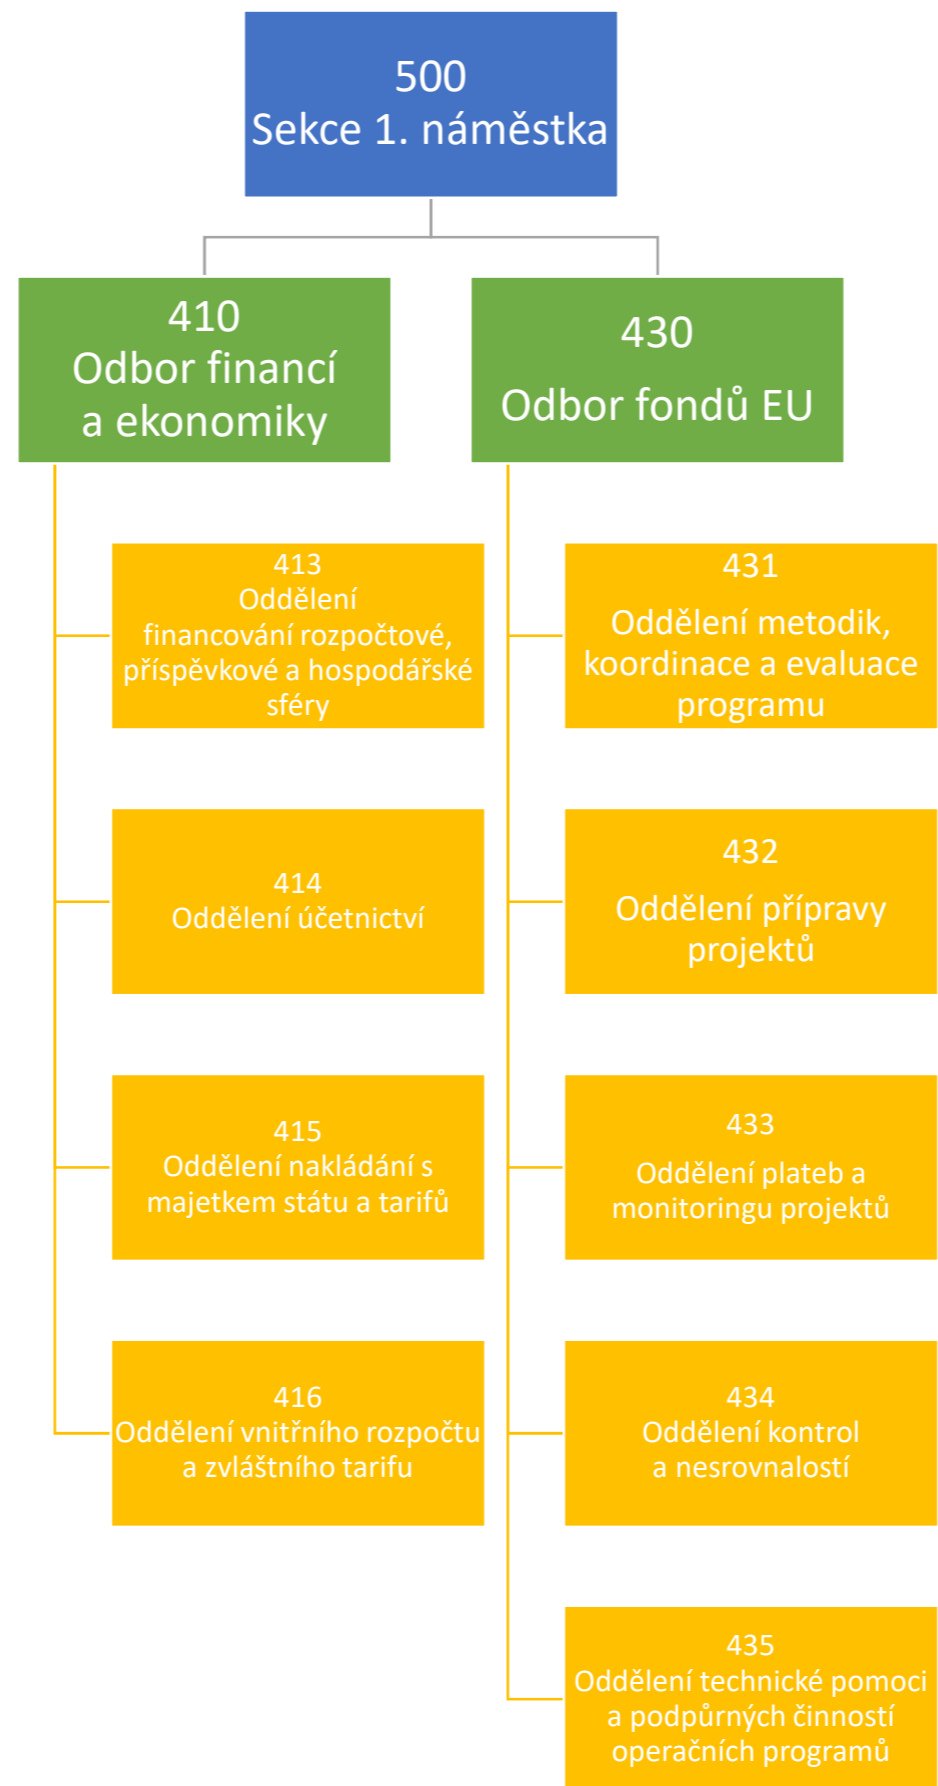 500
Sekce 1. náměstka
410
Odbor financí
a ekonomiky
430
Odbor fondů EU
413
Oddělení
financování rozpočtové,
příspěvkové a hospodářské
sféry
414
Oddělení účetnictví
415
Oddělení nakládání s
majetkem státu a tarifů
416
Oddělení vnitřního rozpočtu
a zvláštního tarifu
431
Oddělení metodik,
koordinace a evaluace
programu
432
Oddělení přípravy
projektů
433
Oddělení plateb a
monitoringu projektů
434
Oddělení kontrol
a nesrovnalostí
435
Oddělení technické pomoci
a podpůrných činností
operačních programů